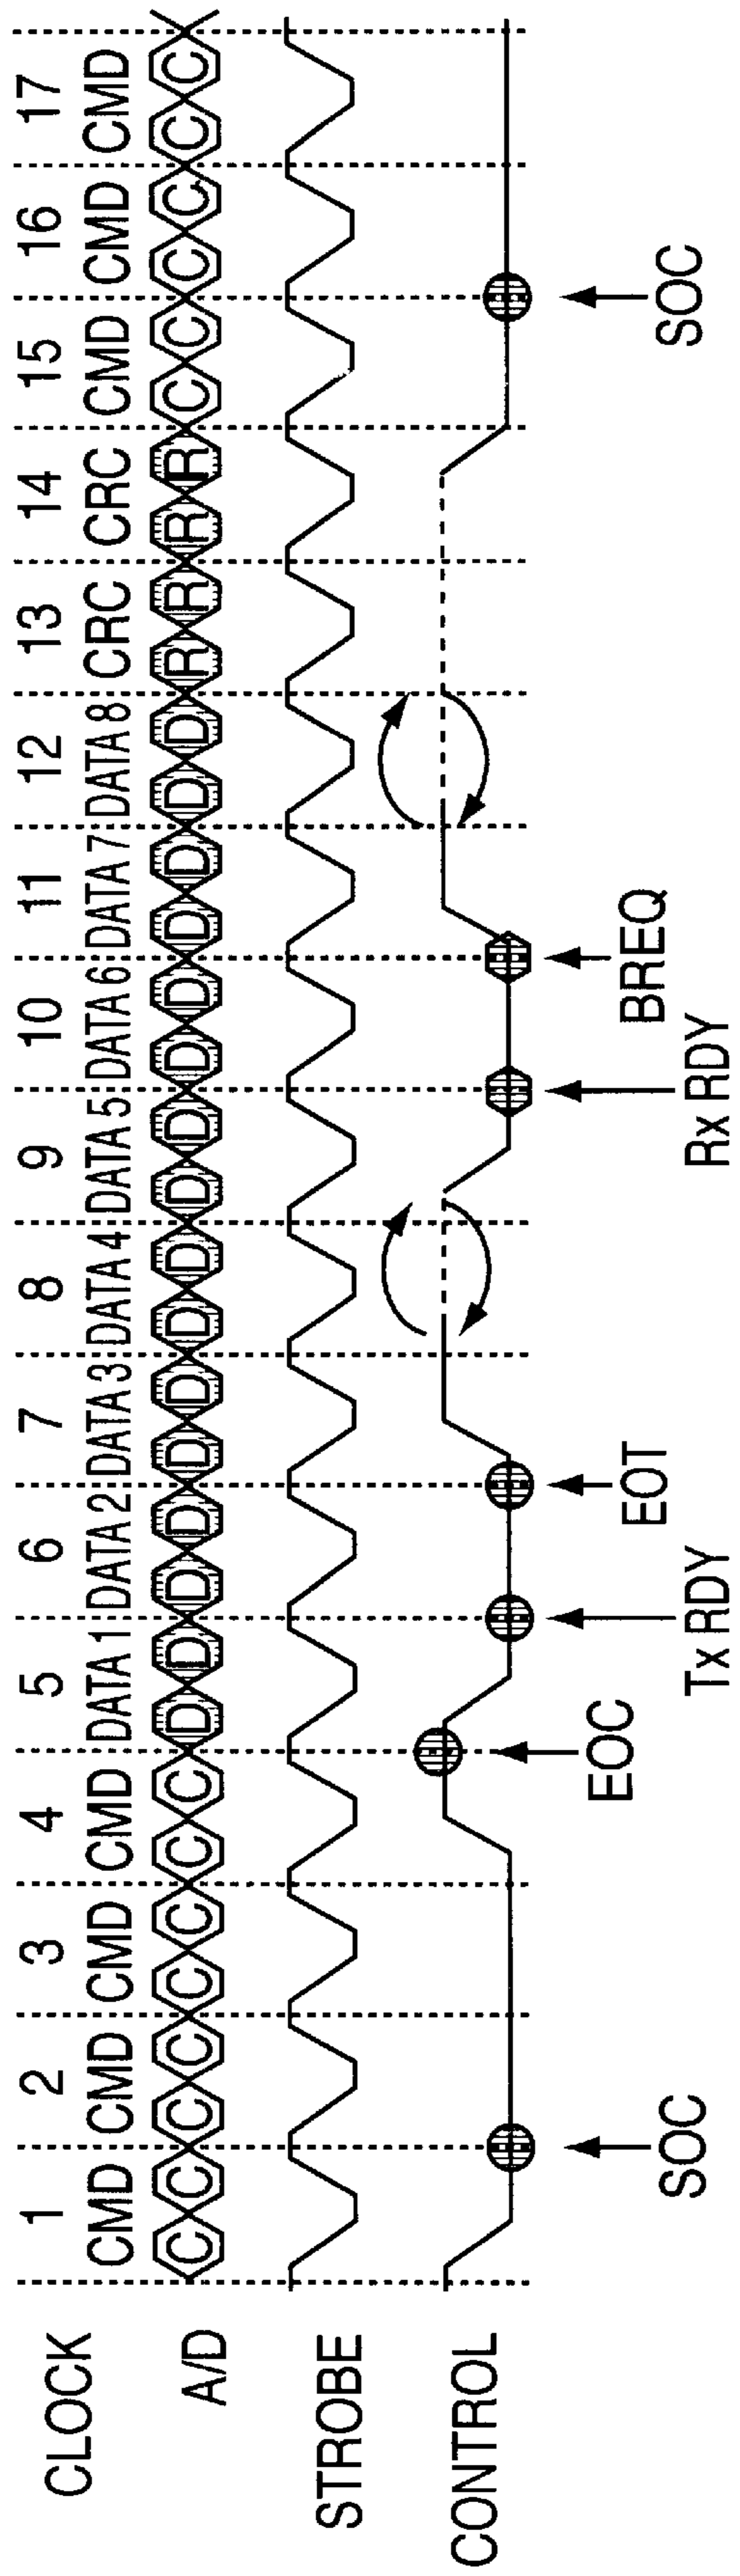 CLOCK 1 2 3 4 5 6 7 8 9 10 11 12 13 14 15 16 17
CMD CMD CMD CMD DATA 1 DATA 2 DATA 3 DATA 4 DATA 5 DATA 6 DATA 7 DATA 8 CRC CRC CMD CMD CMD
A/D C C C C C C C C D D D D D D D D D D D D D D D D R R R R C C C C C C
STROBE
CONTROL
SOC EOC Tx RDY EOT Rx RDY BREQ SOC